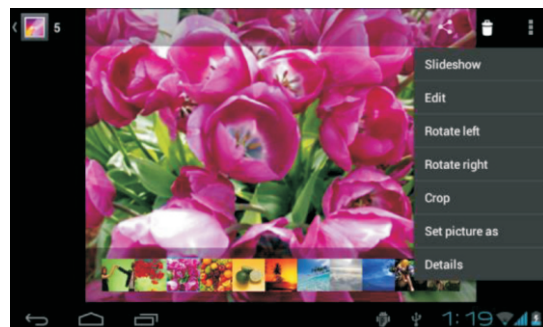 5
Slideshow
Edit
Rotate left
Rotate right
Crop
Set picture as
Details
1:19